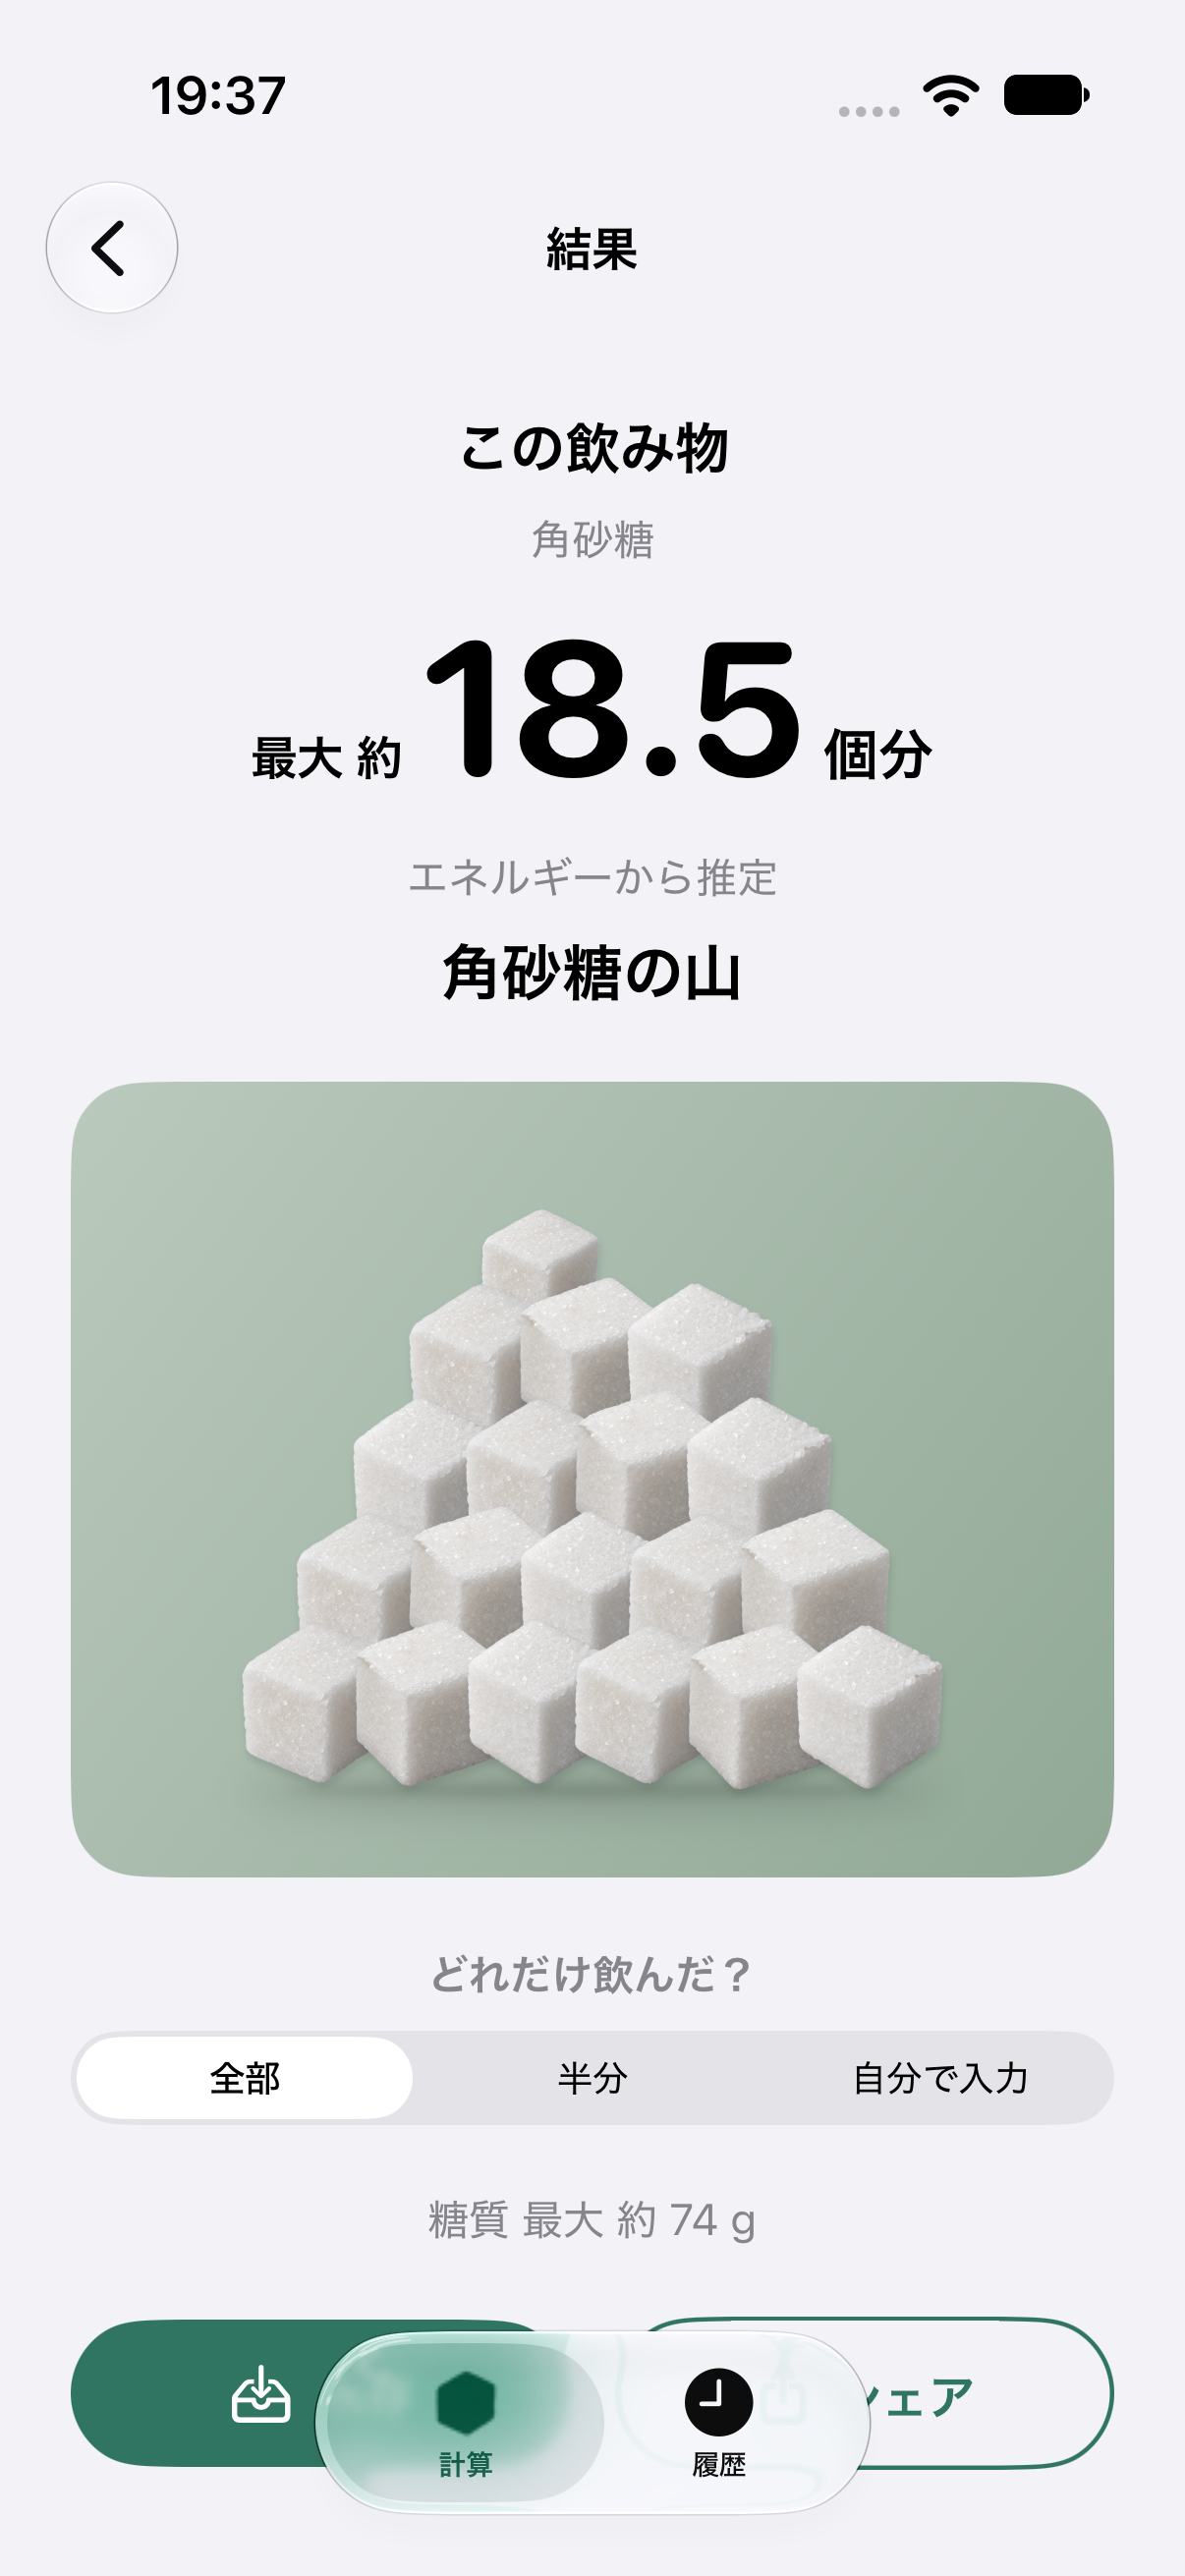 19:37
結果
この飲み物
角砂糖
最大 約 18.5 個分
エネルギーから推定
角砂糖の山
どれだけ飲んだ？
全部
半分
自分で入力
糖質 最大 約 74 g
ェア
計算
履歴